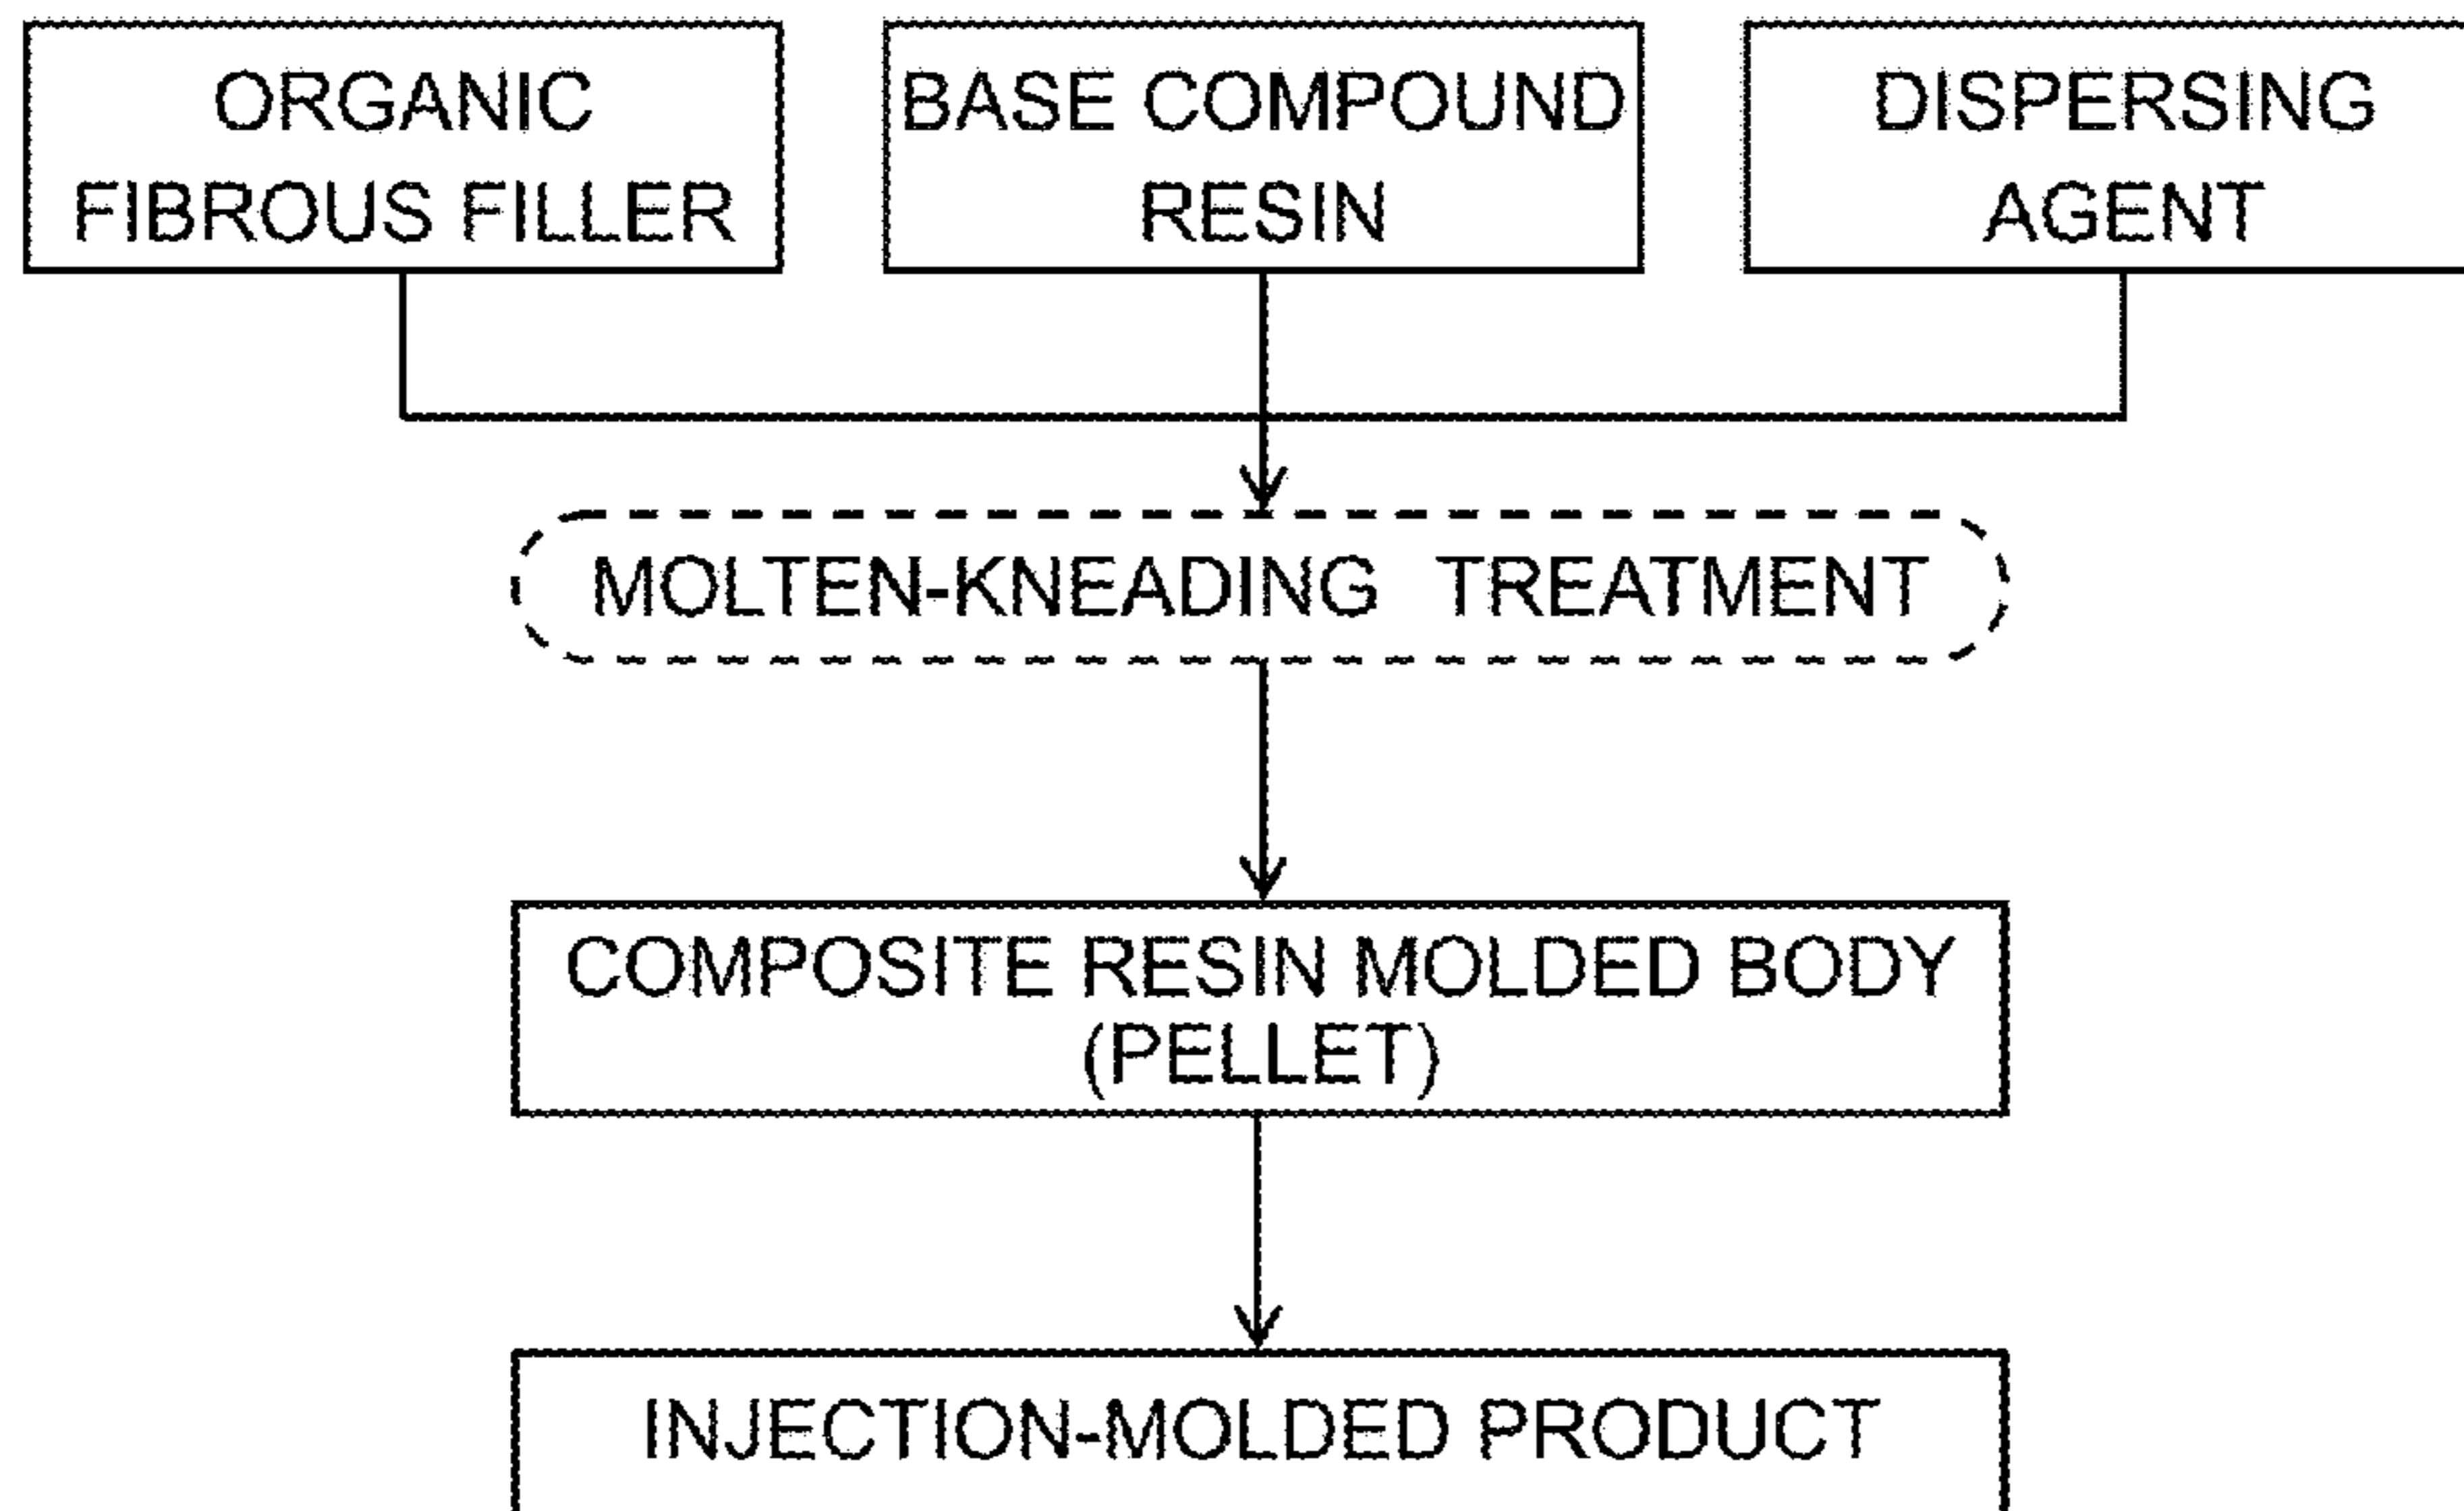 ORGANIC
FIBROUS FILLER
BASE COMPOUND
RESIN
DISPERSING
AGENT
MOLTEN-KNEADING TREATMENT
COMPOSITE RESIN MOLDED BODY
(PELLET)
INJECTION-MOLDED PRODUCT